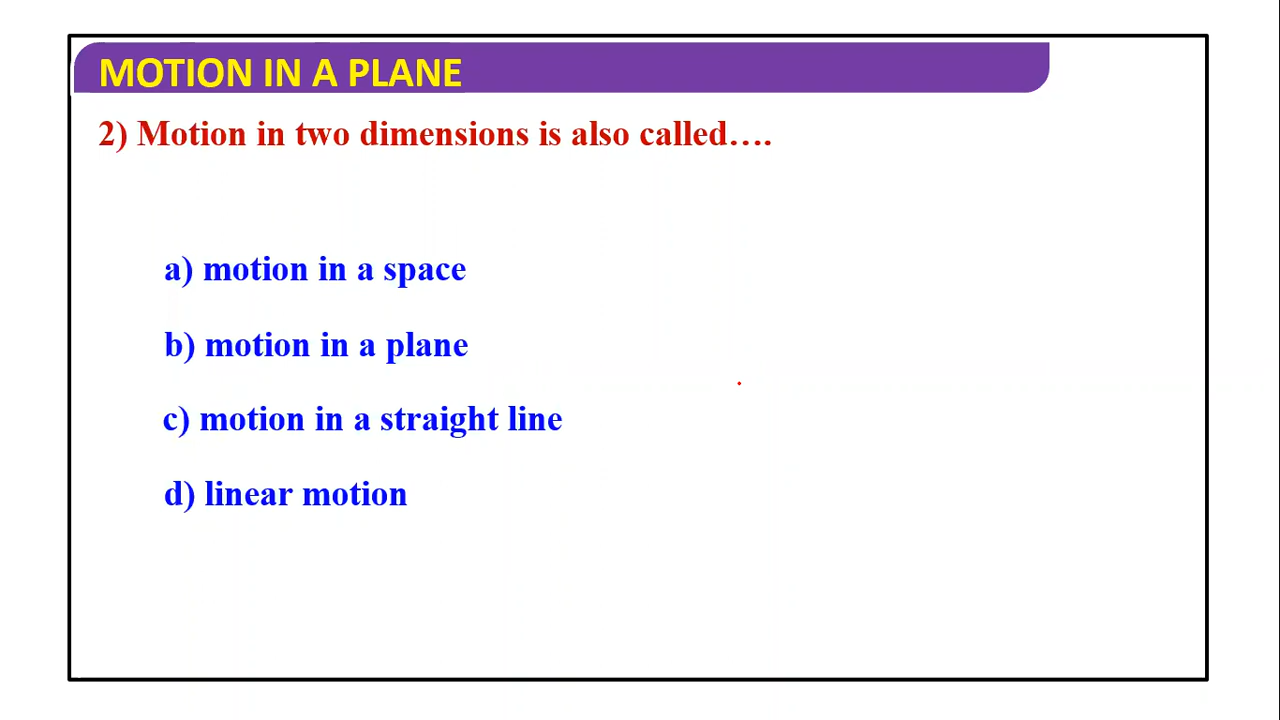 MOTION IN A PLANE
2) Motion in two dimensions is also called….
a) motion in a space
b) motion in a plane
c) motion in a straight line
d) linear motion